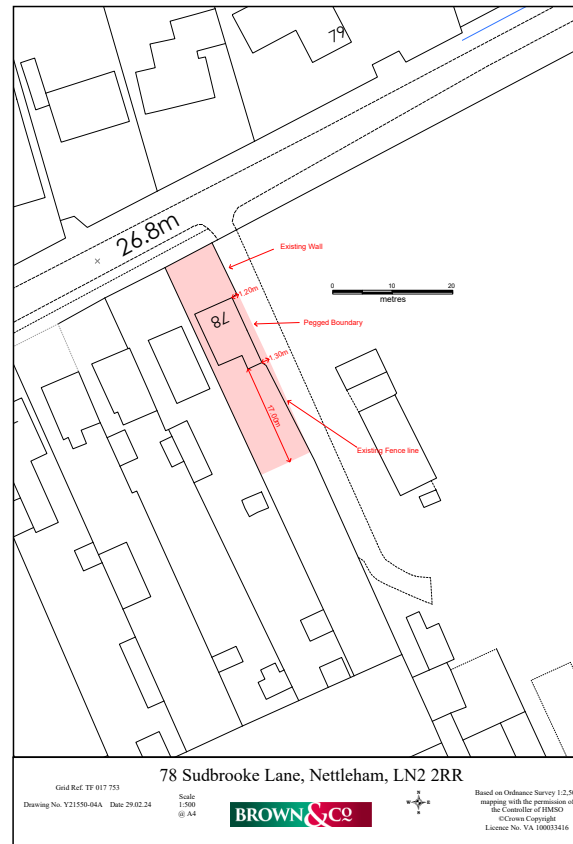 79
26.8m
Existing Wall
0 10 20
metres
1.20m
Pegged Boundary
78
1.30m
17.00m
Existing Fence line
78 Sudbrooke Lane, Nettleham, LN2 2RR
Grid Ref. TF 017 753
Drawing No. Y21550-04A Date 29.02.24
Scale
1:500
@ A4
BROWN&CO
N
W E
S
Based on Ordnance Survey 1:2,50
mapping with the permission of
the Controller of HMSO
©Crown Copyright
Licence No. VA 100033416